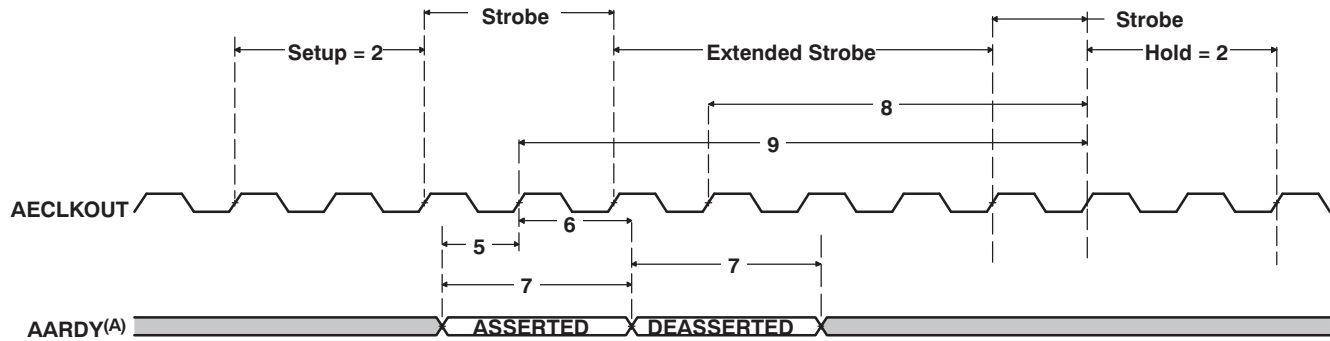 Strobe
Strobe
Setup = 2
Extended Strobe
Hold = 2
8
9
AECLKOUT
6
5
7
7
AARDY(A)
ASSERTED
DEASSERTED